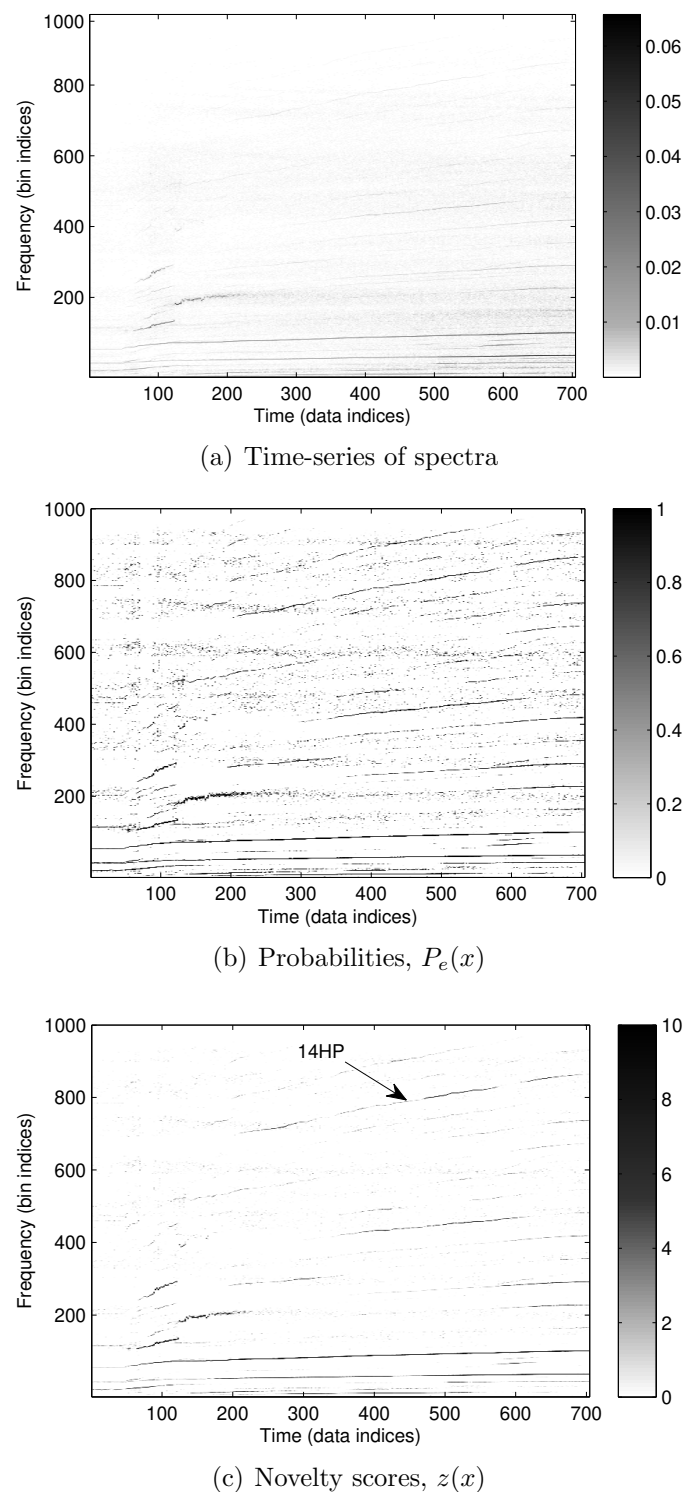 1000
800
600
400
200
Frequency (bin indices)
100 200 300 400 500 600 700
Time (data indices)
0.06
0.05
0.04
0.03
0.02
0.01
(a) Time-series of spectra
1000
800
600
400
200
Frequency (bin indices)
100 200 300 400 500 600 700
Time (data indices)
1
0.8
0.6
0.4
0.2
0
(b) Probabilities, Pₑ(x)
1000
800
600
400
200
Frequency (bin indices)
14HP
100 200 300 400 500 600 700
Time (data indices)
10
8
6
4
2
0
(c) Novelty scores, z(x)